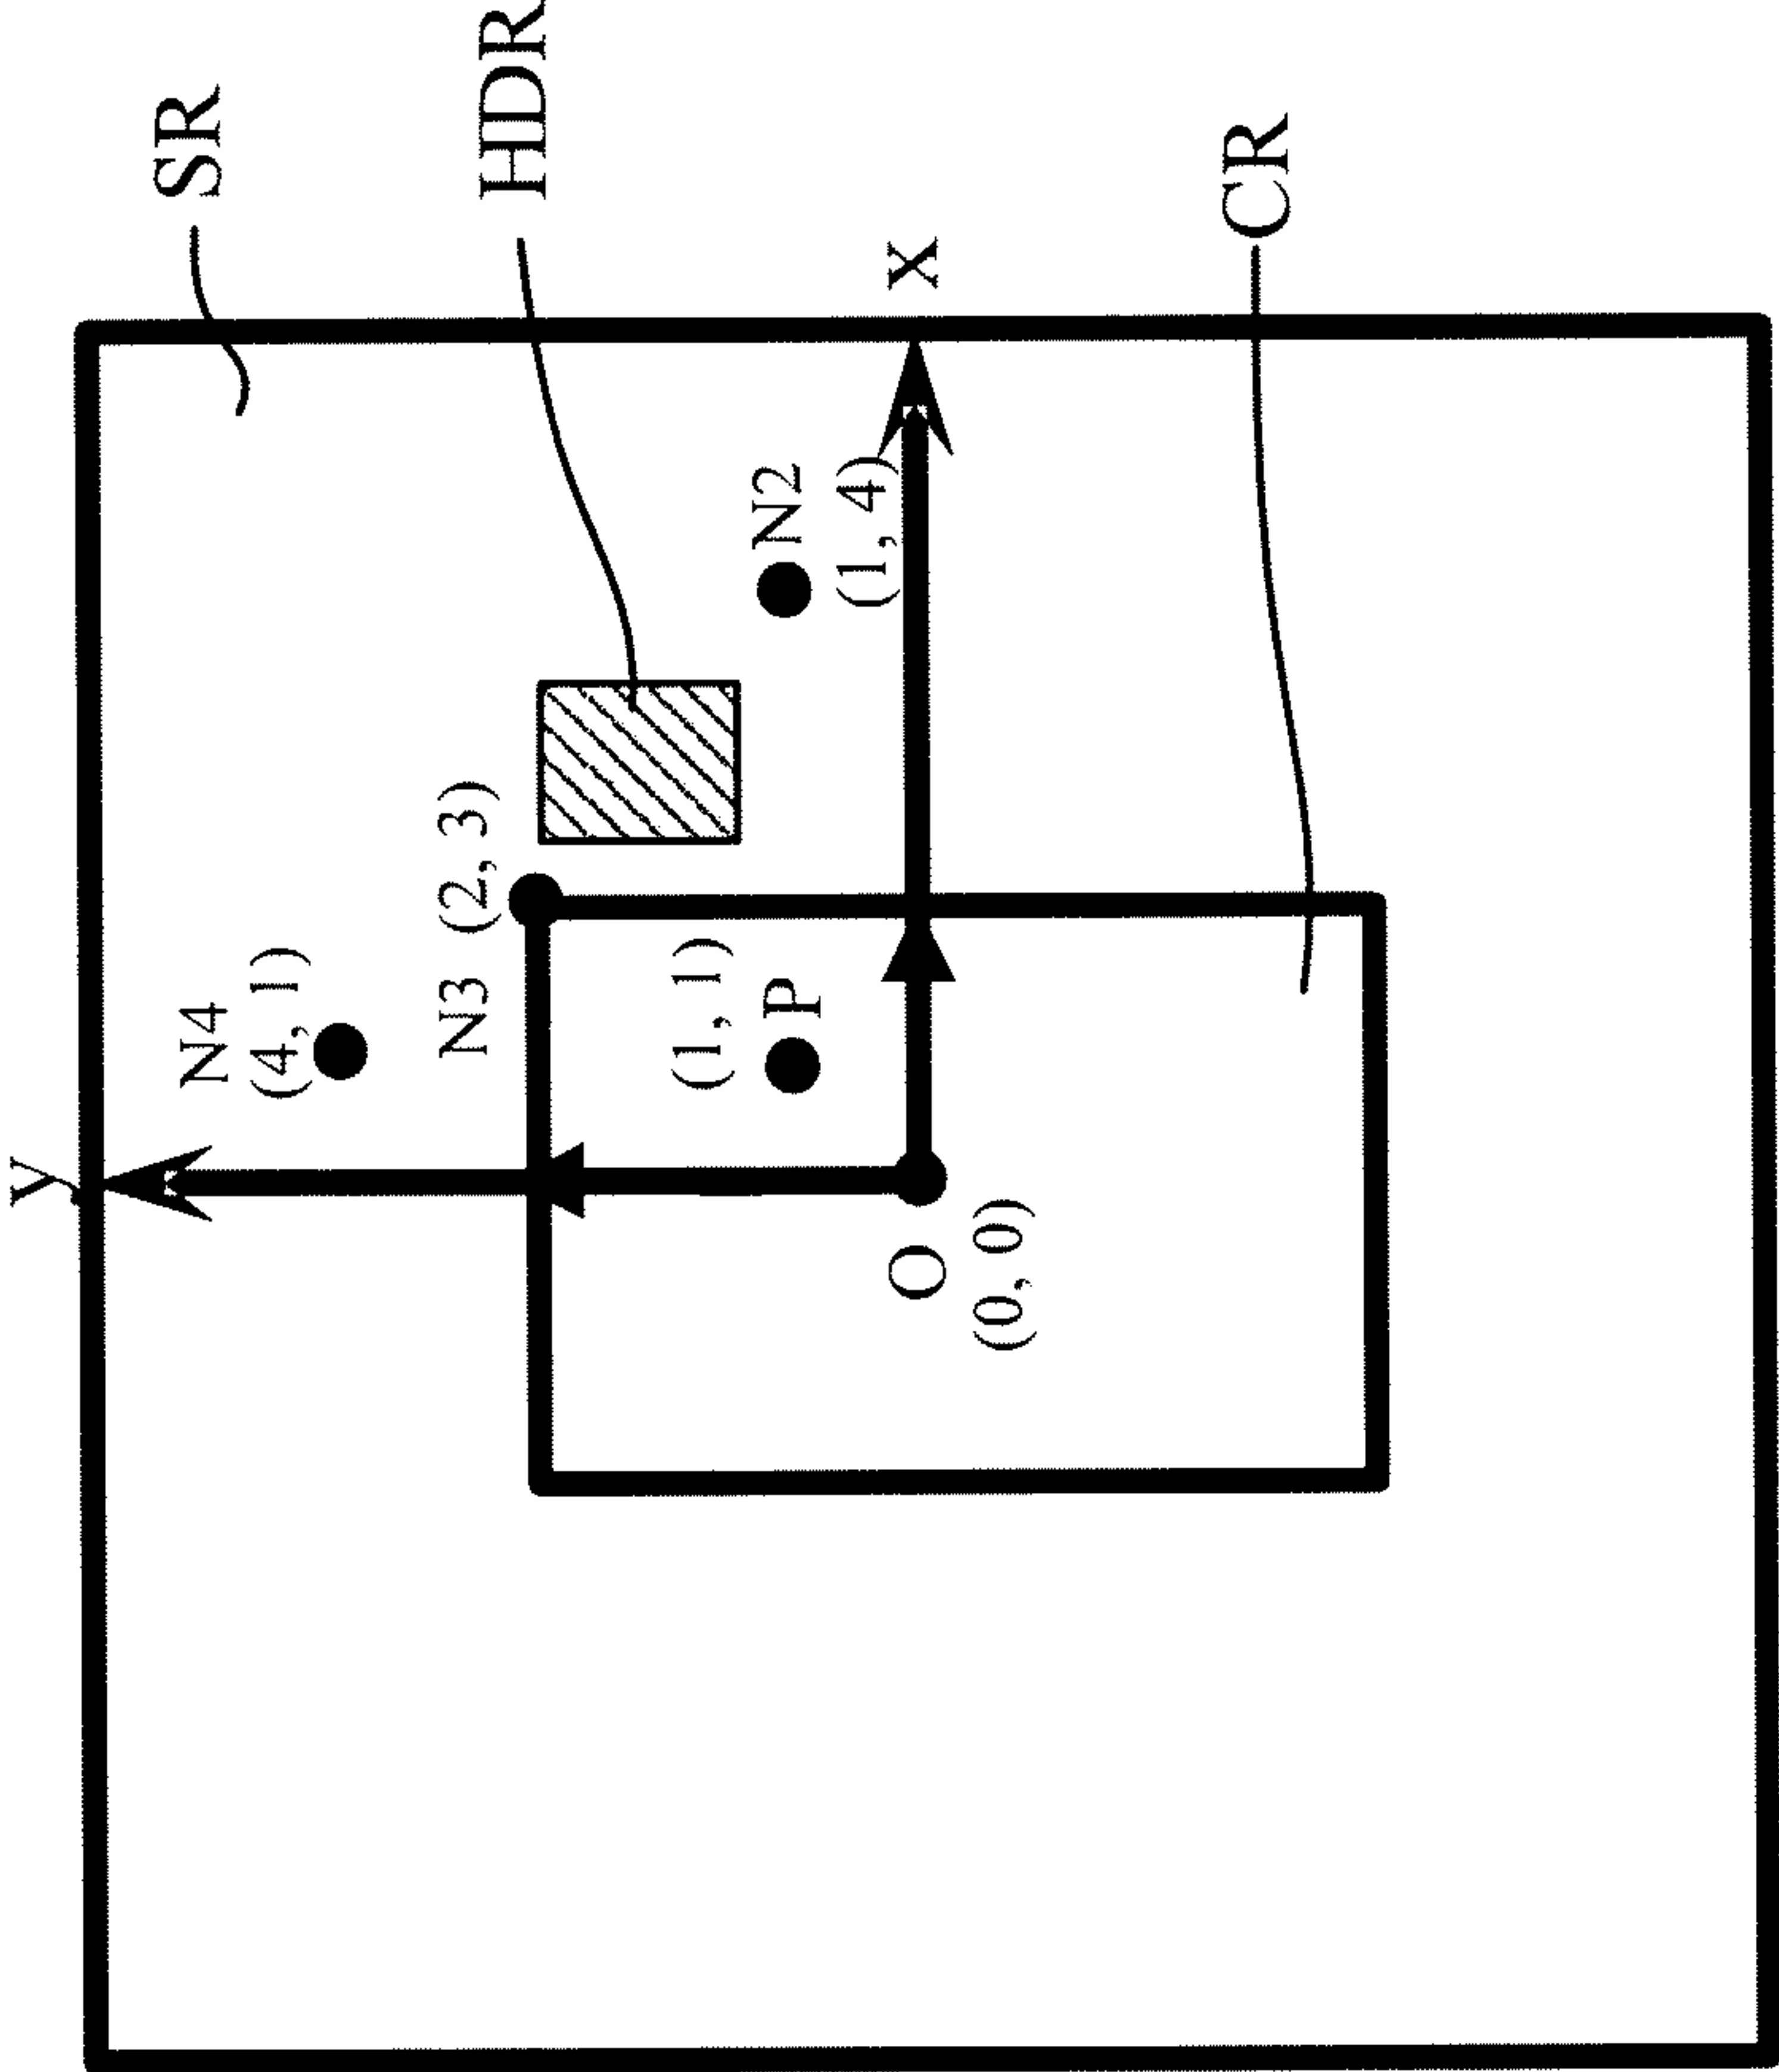 y
N4
(4, 1)
SR
N3 (2, 3)
HDR
(1, 1)
P
N2
(1, 4)
O
x
(0, 0)
CR